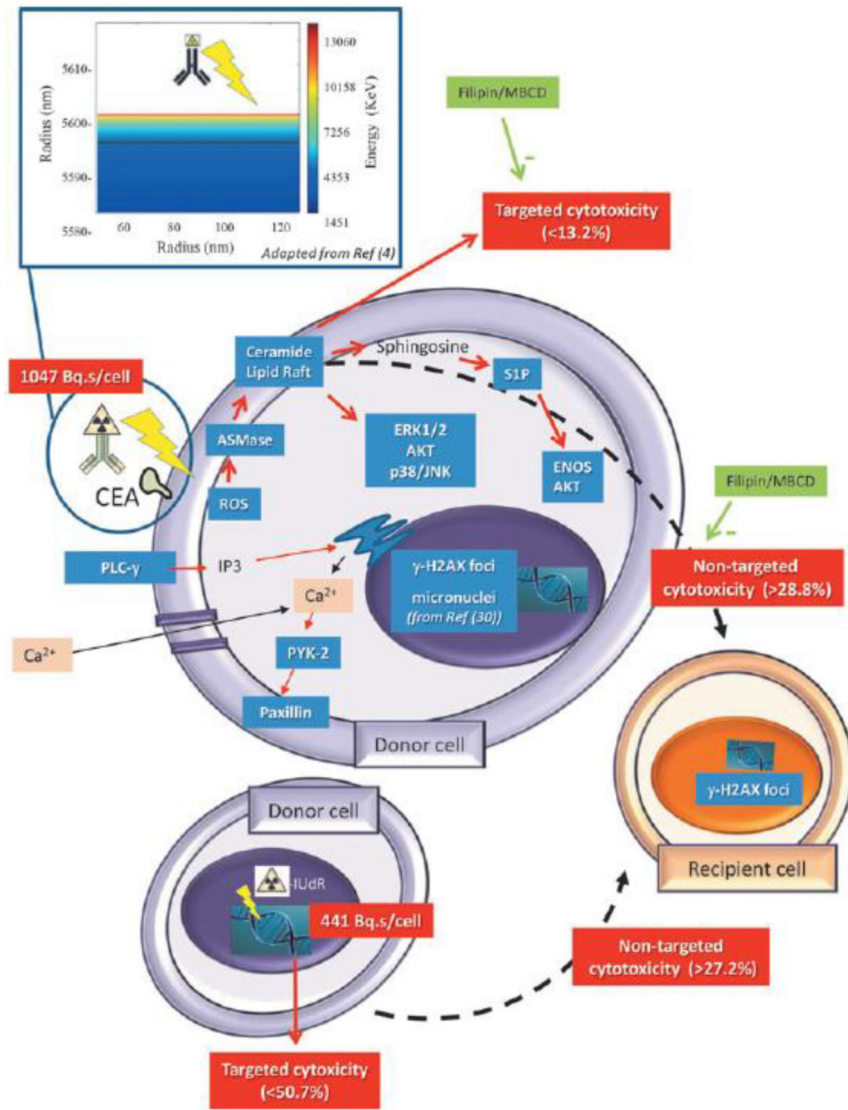 5610-
5600-
5590-
5580-
Radius (nm)
60
80
100
120
Radius (nm)
13060
10158
7256
4353
1451
Energy (KeV)
Adapted from Ref (4)
Filipin/MBCD
-
Targeted cytotoxicity
(<13.2%)
1047 Bq.s/cell
CEA
Ceramide
Lipid Raft
Sphingosine
S1P
ASMase
ERK1/2
AKT
p38/JNK
ENOS
AKT
ROS
Filipin/MBCD
-
PLC-γ
IP3
γ-H2AX foci
micronuclei
(from Ref (30))
Non-targeted
cytotoxicity (>28.8%)
Ca²⁺
Ca²⁺
PYK-2
Paxillin
Donor cell
γ-H2AX foci
Recipient cell
Donor cell
-IUdR
441 Bq.s/cell
Non-targeted
cytotoxicity (>27.2%)
Targeted cytoxicity
(<50.7%)